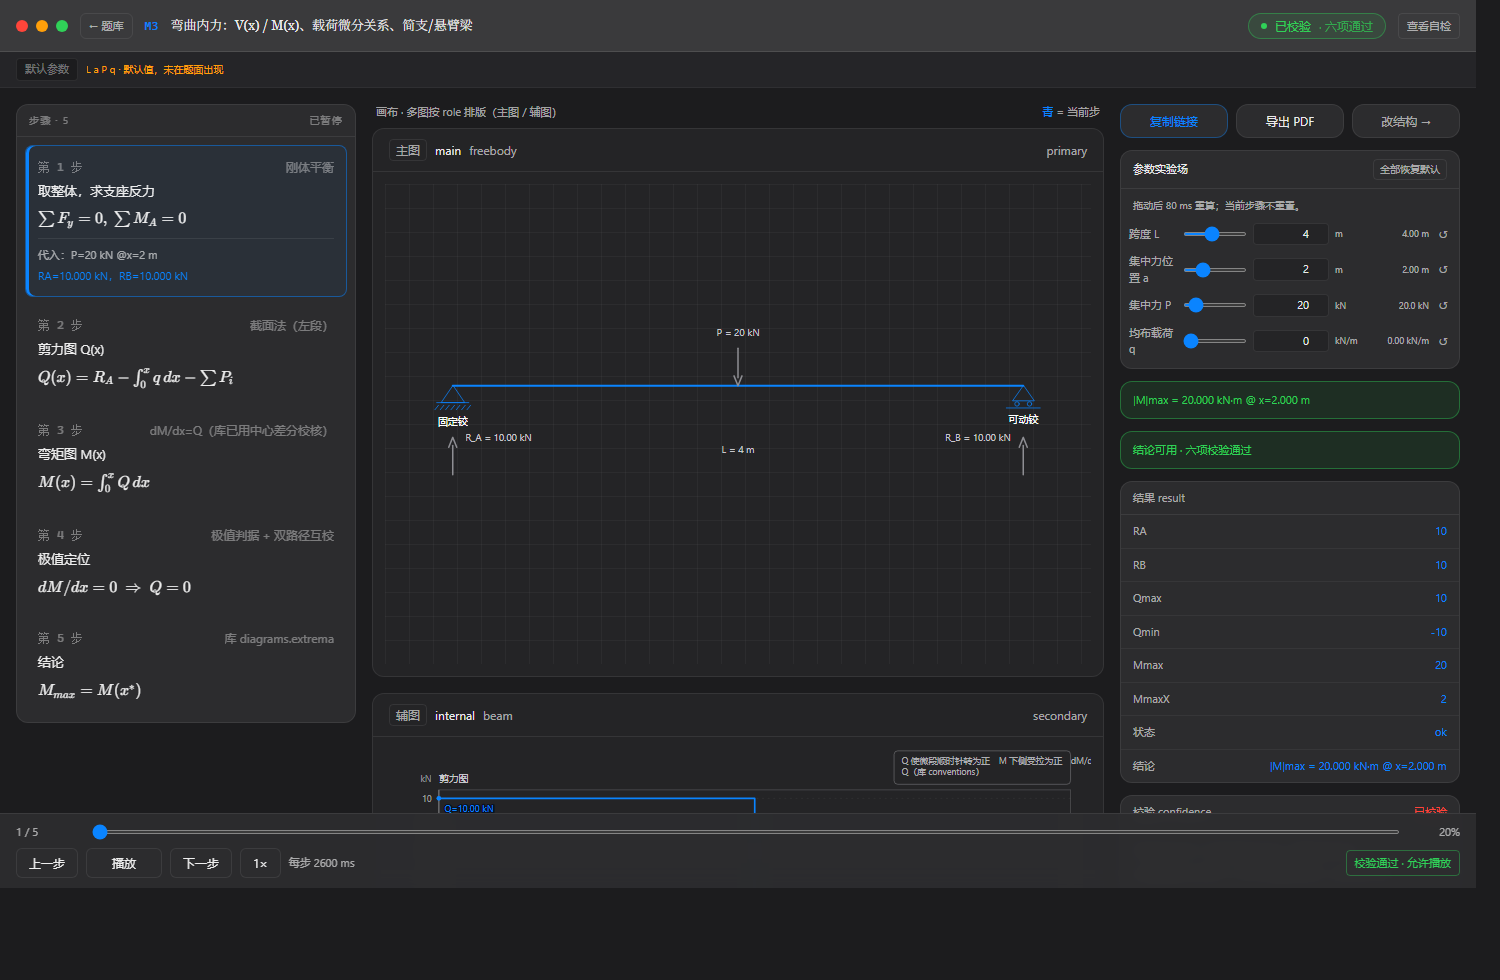 ← 题库
M3
弯曲内力：V(x) / M(x)、载荷微分关系、简支/悬臂梁
已校验 · 六项通过
查看自检
默认参数
L a P q · 默认值，未在题面出现
步骤 · 5
已暂停
第 1 步
刚体平衡
取整体，求支座反力
∑ F_y = 0, ∑ M_A = 0
代入：P=20 kN @x=2 m
RA=10.000 kN，RB=10.000 kN
第 2 步
截面法（左段）
剪力图 Q(x)
Q(x) = R_A − ∫_0^x q dx − ∑ P_i
第 3 步
dM/dx=Q（库已用中心差分校核）
弯矩图 M(x)
M(x) = ∫_0^x Q dx
第 4 步
极值判据 + 双路径互校
极值定位
dM/dx = 0 ⇒ Q = 0
第 5 步
库 diagrams.extrema
结论
M_max = M(x*)
画布 · 多图按 role 排版（主图 / 辅图）
青 = 当前步
主图
main freebody
primary
P = 20 kN
固定铰
可动铰
R_A = 10.00 kN
R_B = 10.00 kN
L = 4 m
辅图
internal beam
secondary
Q 使微段顺时针转为正 M 下侧受拉为正 dM/c
Q（库 conventions）
kN 剪力图
10
Q=10.00 kN
复制链接
导出 PDF
改结构 →
参数实验场
全部恢复默认
拖动后 80 ms 重算；当前步骤不重置。
跨度 L
4
m
4.00 m ↺
集中力位
置 a
2
m
2.00 m ↺
集中力 P
20
kN
20.0 kN ↺
均布载荷
q
0
kN/m
0.00 kN/m ↺
|M|max = 20.000 kN·m @ x=2.000 m
结论可用 · 六项校验通过
结果 result
RA
10
RB
10
Qmax
10
Qmin
-10
Mmax
20
MmaxX
2
状态
ok
结论
|M|max = 20.000 kN·m @ x=2.000 m
校验 confidence
已校验
1 / 5
20%
上一步
播放
下一步
1×
每步 2600 ms
校验通过 · 允许播放